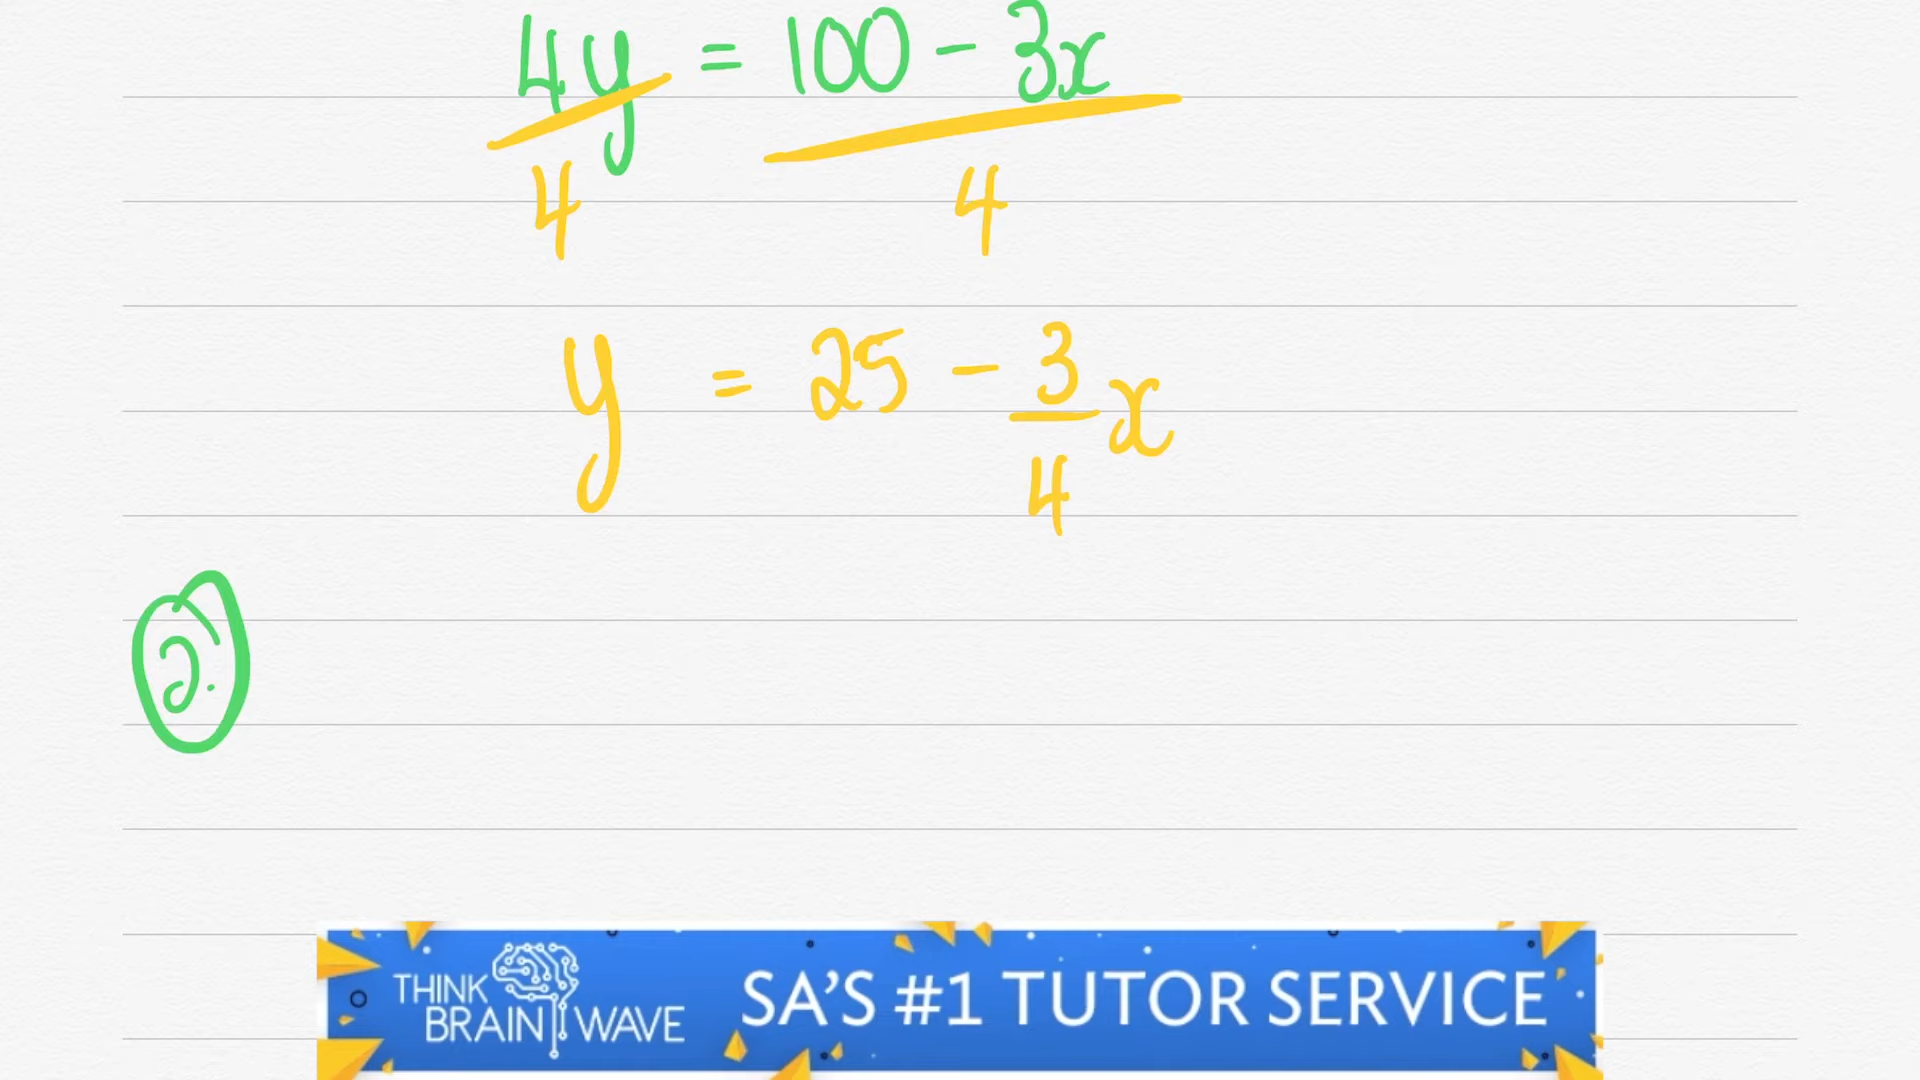 4y = 100 - 3x
4 4
y = 25 - 3/4 x
2.
THINK BRAIN WAVE
SA'S #1 TUTOR SERVICE